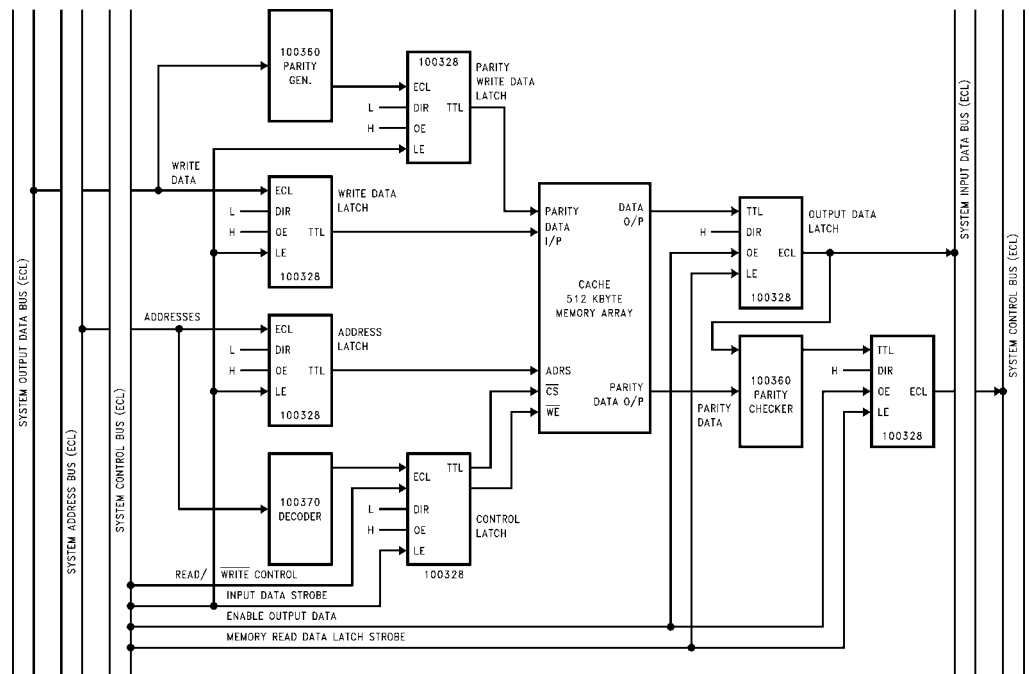 SYSTEM OUTPUT DATA BUS (ECL)
SYSTEM ADDRESS BUS (ECL)
SYSTEM CONTROL BUS (ECL)
100360
PARITY
GEN.
100328
ECL
DIR
TTL
OE
LE
L
H
PARITY
WRITE DATA
LATCH
WRITE
DATA
ECL
DIR
OE
TTL
LE
100328
L
H
WRITE DATA
LATCH
ADDRESSES
ECL
DIR
OE
TTL
LE
100328
L
H
ADDRESS
LATCH
100370
DECODER
TTL
ECL
DIR
OE
LE
100328
L
H
CONTROL
LATCH
READ/ WRITE CONTROL
INPUT DATA STROBE
ENABLE OUTPUT DATA
MEMORY READ DATA LATCH STROBE
PARITY
DATA
I/P
DATA
O/P
CACHE
512 KBYTE
MEMORY ARRAY
ADRS
CS
WE
PARITY
DATA O/P
TTL
DIR
OE
ECL
LE
100328
H
OUTPUT DATA
LATCH
PARITY
DATA
100360
PARITY
CHECKER
TTL
DIR
OE
ECL
LE
100328
H
SYSTEM INPUT DATA BUS (ECL)
SYSTEM CONTROL BUS (ECL)